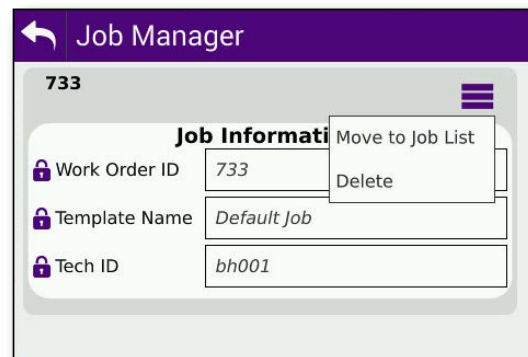 Job Manager
733
Job Informati
Move to Job List
Work Order ID 733
Delete
Template Name Default Job
Tech ID bh001